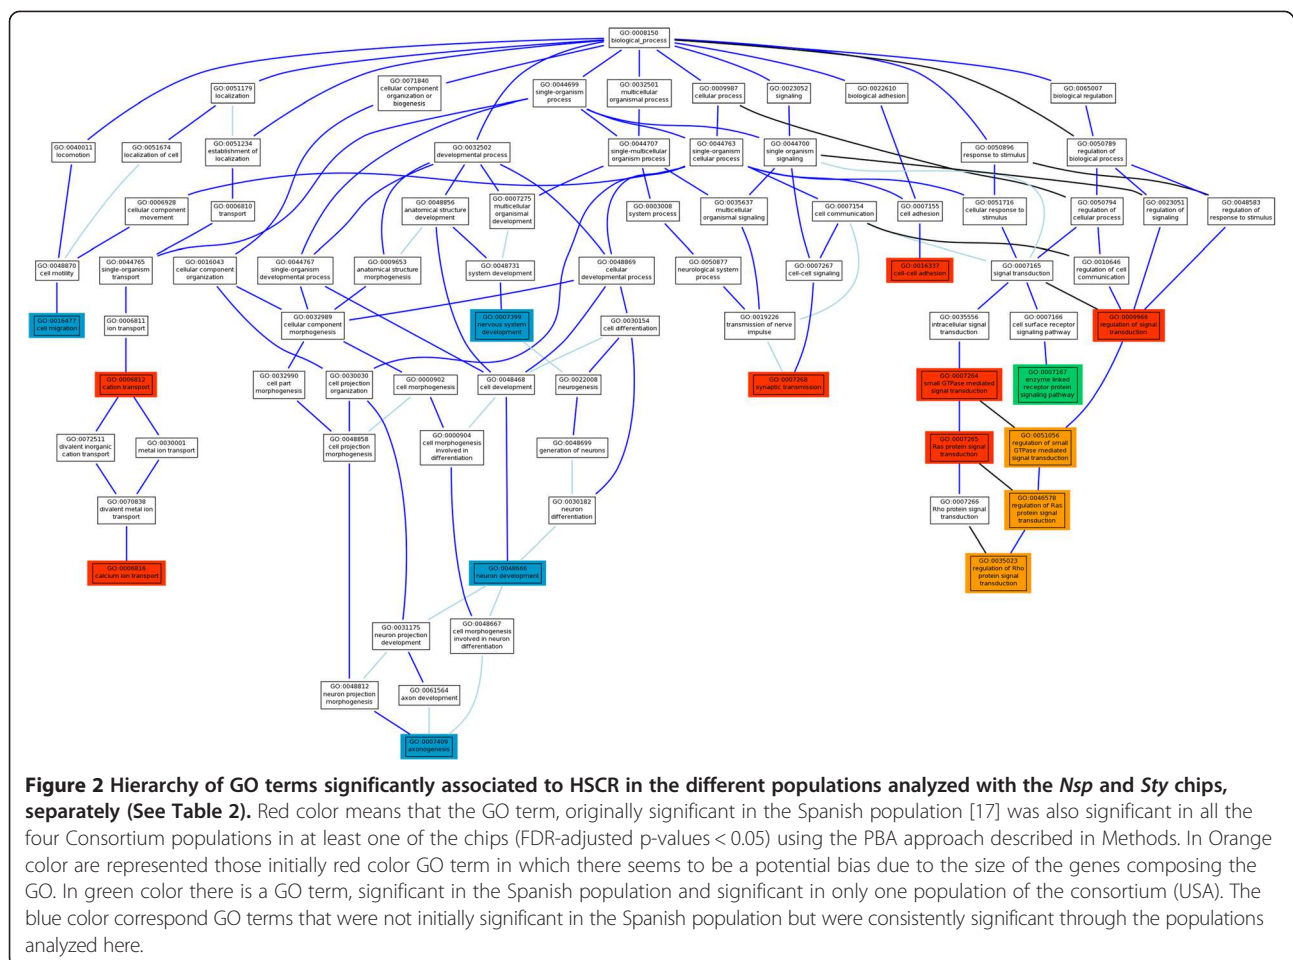 GO:0008150
biological_process
GO:0051179
localization
GO:0071840
cellular component
organization or
biogenesis
GO:0044699
single-organism
process
GO:0032501
multicellular
organismal process
GO:0009987
cellular process
GO:0023052
signaling
GO:0022610
biological adhesion
GO:0065007
biological regulation
GO:0040011
locomotion
GO:0051674
localization of cell
GO:0051234
establishment of
localization
GO:0032502
developmental process
GO:0044707
single-multicellular
organism process
GO:0044763
single-organism
cellular process
GO:0044700
single organism
signaling
GO:0050896
response to stimulus
GO:0050789
regulation of
biological process
GO:0006928
cellular component
movement
GO:0006810
transport
GO:0048856
anatomical structure
development
GO:0007275
multicellular
organismal
development
GO:0003008
system process
GO:0035637
multicellular
organismal signaling
GO:0007154
cell communication
GO:0007155
cell adhesion
GO:0051716
cellular response to
stimulus
GO:0050794
regulation of
cellular process
GO:0023051
regulation of
signaling
GO:0048583
regulation of
response to stimulus
GO:0048870
cell motility
GO:0044765
single-organism
transport
GO:0016043
cellular component
organization
GO:0044767
single-organism
developmental process
GO:0009653
anatomical structure
morphogenesis
GO:0048731
system development
GO:0048869
cellular
developmental process
GO:0050877
neurological system
process
GO:0007267
cell-cell signaling
GO:0016337
cell-cell adhesion
GO:0007165
signal transduction
GO:0010646
regulation of cell
communication
GO:0016477
cell migration
GO:0006811
ion transport
GO:0032989
cellular component
morphogenesis
GO:0007399
nervous system
development
GO:0030154
cell differentiation
GO:0019226
transmission of nerve
impulse
GO:0035556
intracellular signal
transduction
GO:0007166
cell surface receptor
signaling pathway
GO:0009966
regulation of signal
transduction
GO:0006812
cation transport
GO:0032990
cell part
morphogenesis
GO:0030030
cell projection
organization
GO:0000902
cell morphogenesis
GO:0048468
cell development
GO:0022008
neurogenesis
GO:0007268
synaptic transmission
GO:0007264
small GTPase mediated
signal transduction
GO:0007167
enzyme linked
receptor protein
signaling pathway
GO:0072511
divalent inorganic
cation transport
GO:0030001
metal ion transport
GO:0048858
cell projection
morphogenesis
GO:0000904
cell morphogenesis
involved in
differentiation
GO:0048699
generation of neurons
GO:0007265
Ras protein signal
transduction
GO:0051056
regulation of small
GTPase mediated
signal transduction
GO:0070838
divalent metal ion
transport
GO:0030182
neuron
differentiation
GO:0007266
Rho protein signal
transduction
GO:0046578
regulation of Ras
protein signal
transduction
GO:0006816
calcium ion transport
GO:0048666
neuron development
GO:0035023
regulation of Rho
protein signal
transduction
GO:0031175
neuron projection
development
GO:0048667
cell morphogenesis
involved in neuron
differentiation
GO:0048812
neuron projection
morphogenesis
GO:0061564
axon development
GO:0007409
axonogenesis
Figure 2 Hierarchy of GO terms significantly associated to HSCR in the different populations analyzed with the Nsp and Sty chips,
separately (See Table 2). Red color means that the GO term, originally significant in the Spanish population [17] was also significant in all the
four Consortium populations in at least one of the chips (FDR-adjusted p-values < 0.05) using the PBA approach described in Methods. In Orange
color are represented those initially red color GO term in which there seems to be a potential bias due to the size of the genes composing the
GO. In green color there is a GO term, significant in the Spanish population and significant in only one population of the consortium (USA). The
blue color correspond GO terms that were not initially significant in the Spanish population but were consistently significant through the populations
analyzed here.